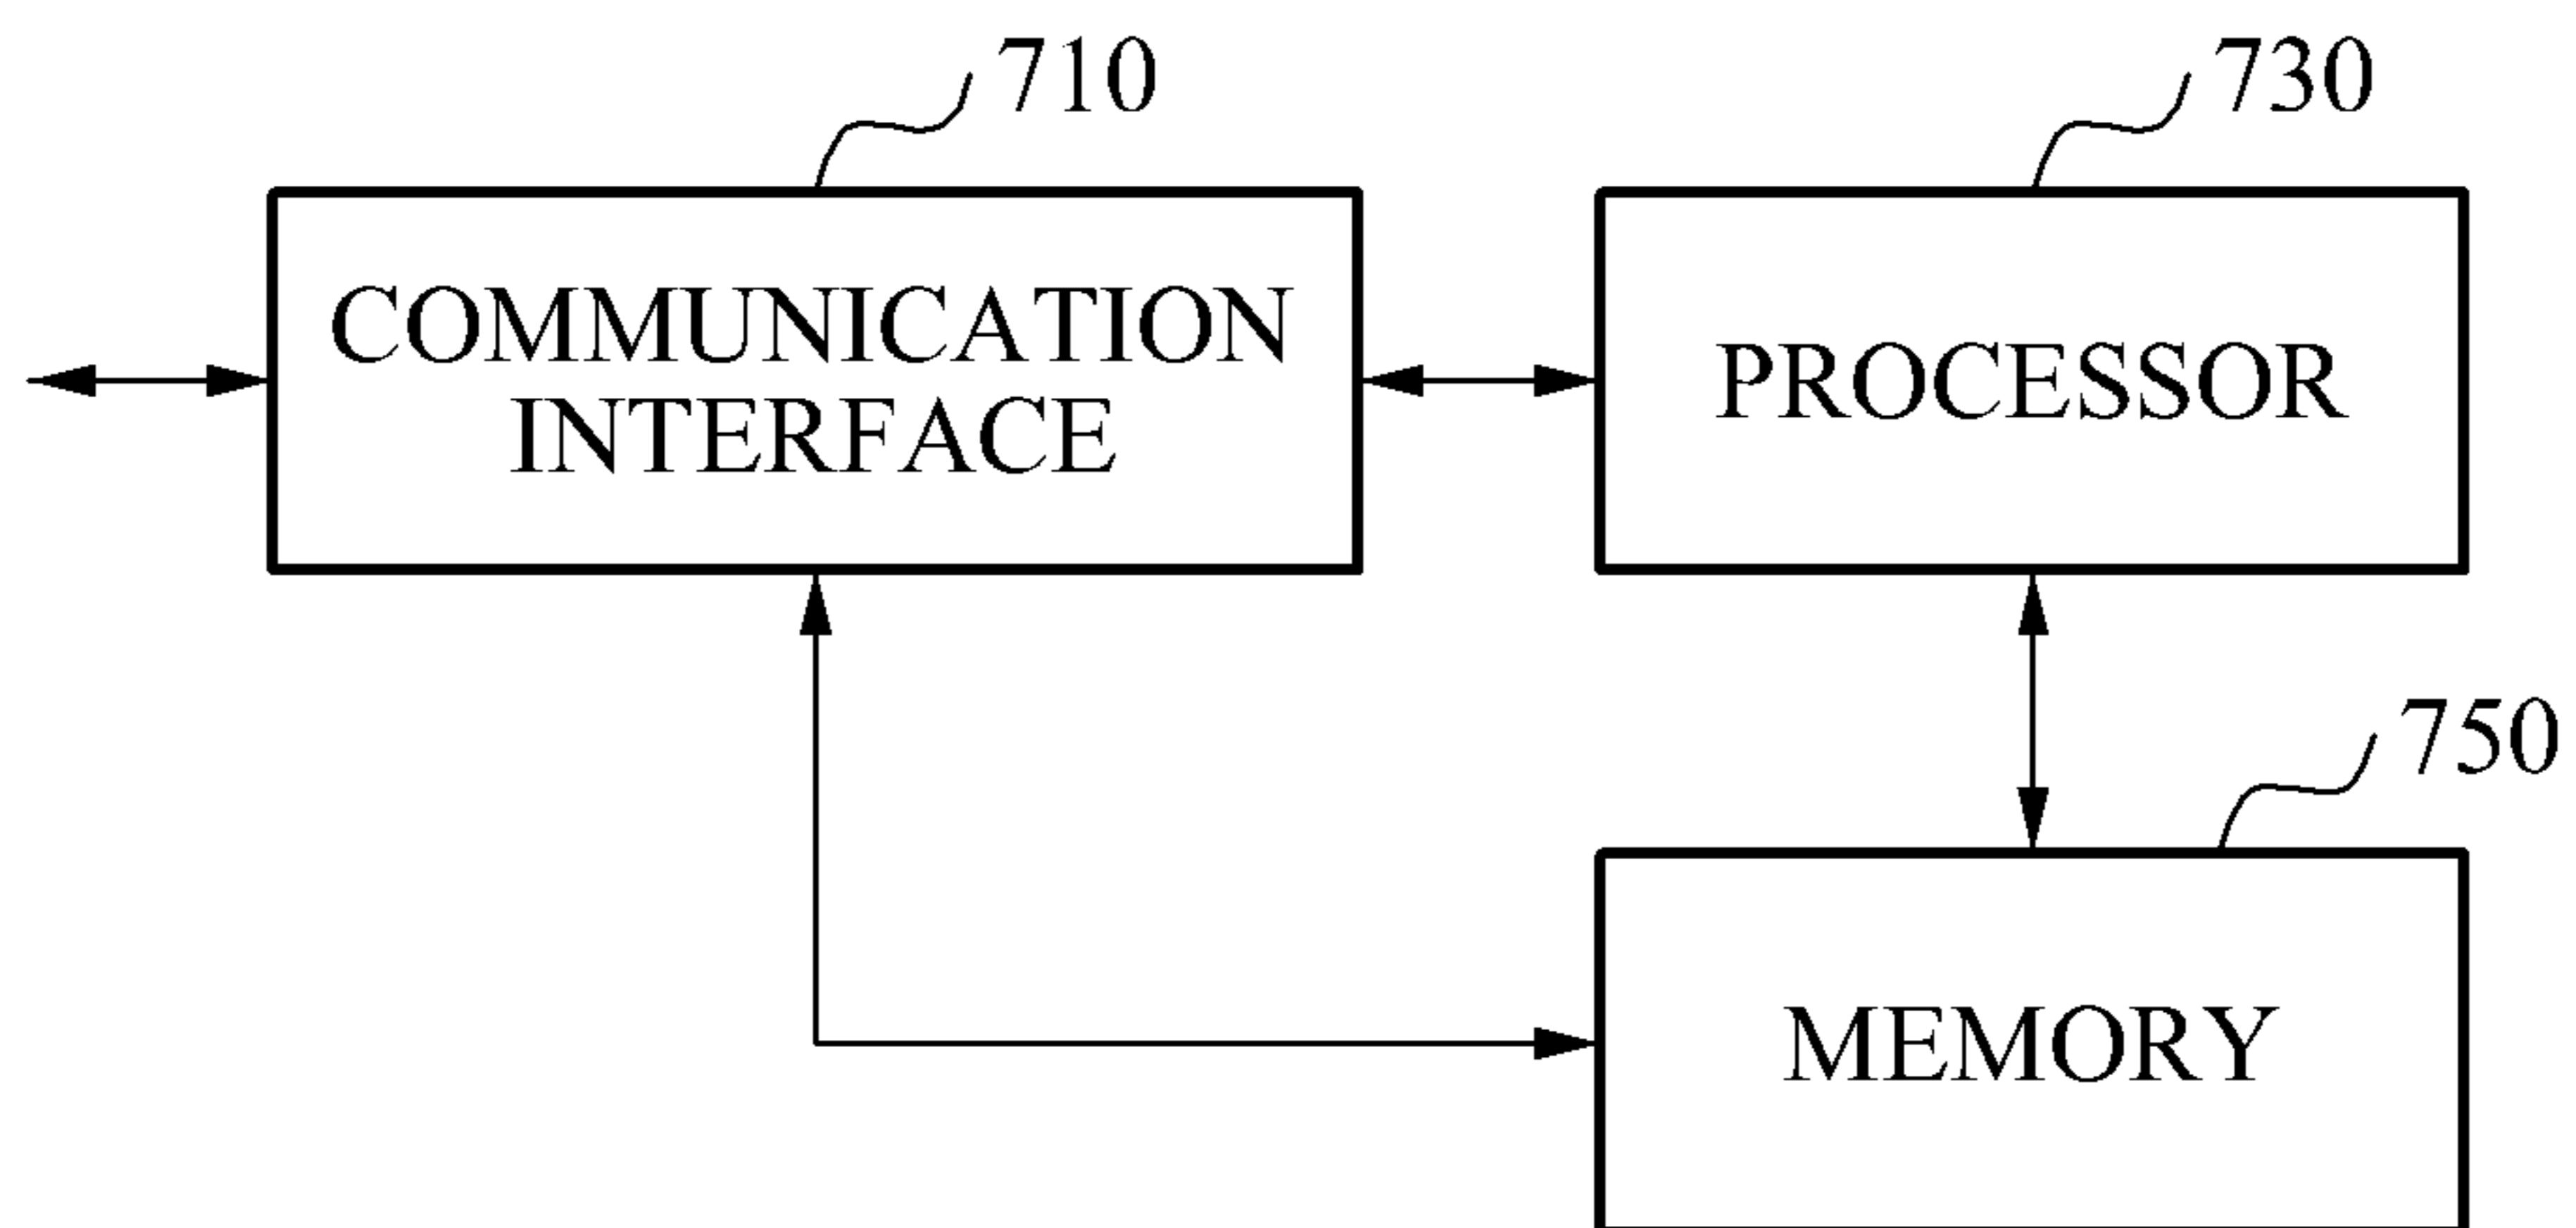 710
730
COMMUNICATION
INTERFACE
PROCESSOR
750
MEMORY